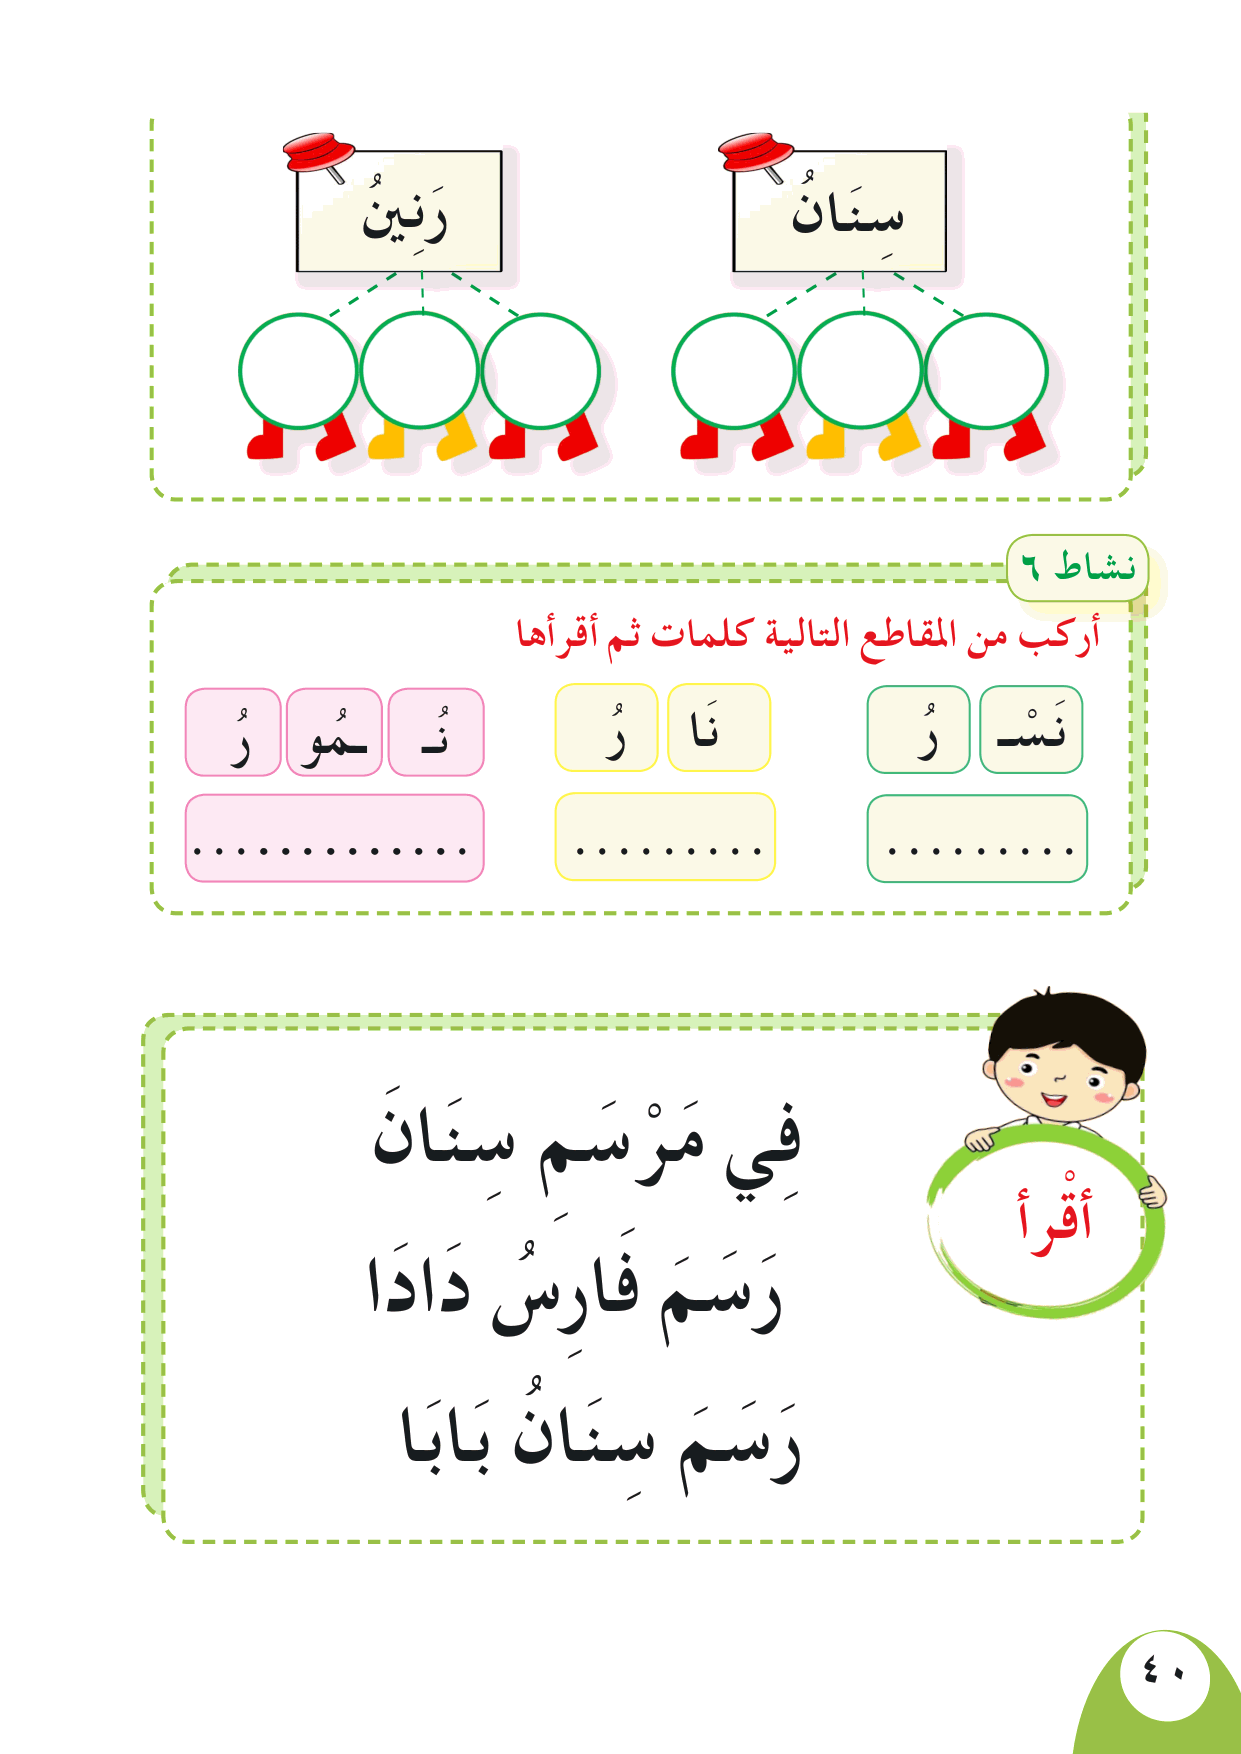 سِنَانُ
رَنِينُ
نشاط ٦
أركب من المقاطع التالية كلمات ثم أقرأها
نَسْـ رُ
نَا رُ
نُـ ـمُو رُ
.........
.........
.............
أقْرأ
فِي مَرْسَمِ سِنَانَ
رَسَمَ فَارِسُ دَادَا
رَسَمَ سِنَانُ بَابَا
٤٠